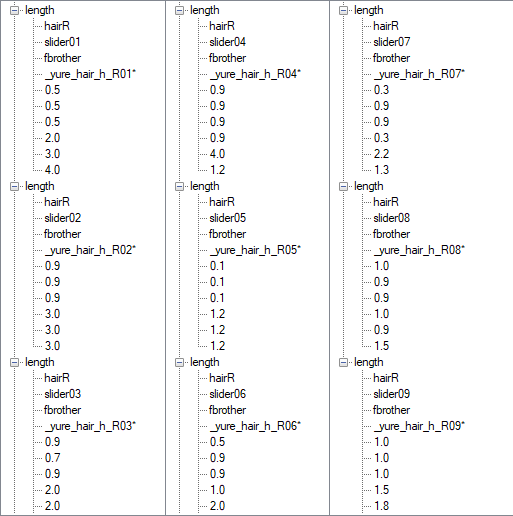 length
hairR
slider01
fbrother
_yure_hair_h_R01*
0.5
0.5
0.5
2.0
3.0
4.0
length
hairR
slider02
fbrother
_yure_hair_h_R02*
0.9
0.9
0.9
3.0
3.0
3.0
length
hairR
slider03
fbrother
_yure_hair_h_R03*
0.9
0.7
0.9
2.0
2.0
length
hairR
slider04
fbrother
_yure_hair_h_R04*
0.9
0.9
0.9
0.9
4.0
1.2
length
hairR
slider05
fbrother
_yure_hair_h_R05*
0.1
0.1
0.1
1.2
1.2
1.2
length
hairR
slider06
fbrother
_yure_hair_h_R06*
0.5
0.9
0.9
1.0
2.0
length
hairR
slider07
fbrother
_yure_hair_h_R07*
0.3
0.9
0.9
0.3
2.2
1.3
length
hairR
slider08
fbrother
_yure_hair_h_R08*
1.0
0.9
0.9
1.0
0.9
1.5
length
hairR
slider09
fbrother
_yure_hair_h_R09*
1.0
1.0
1.0
1.5
1.8